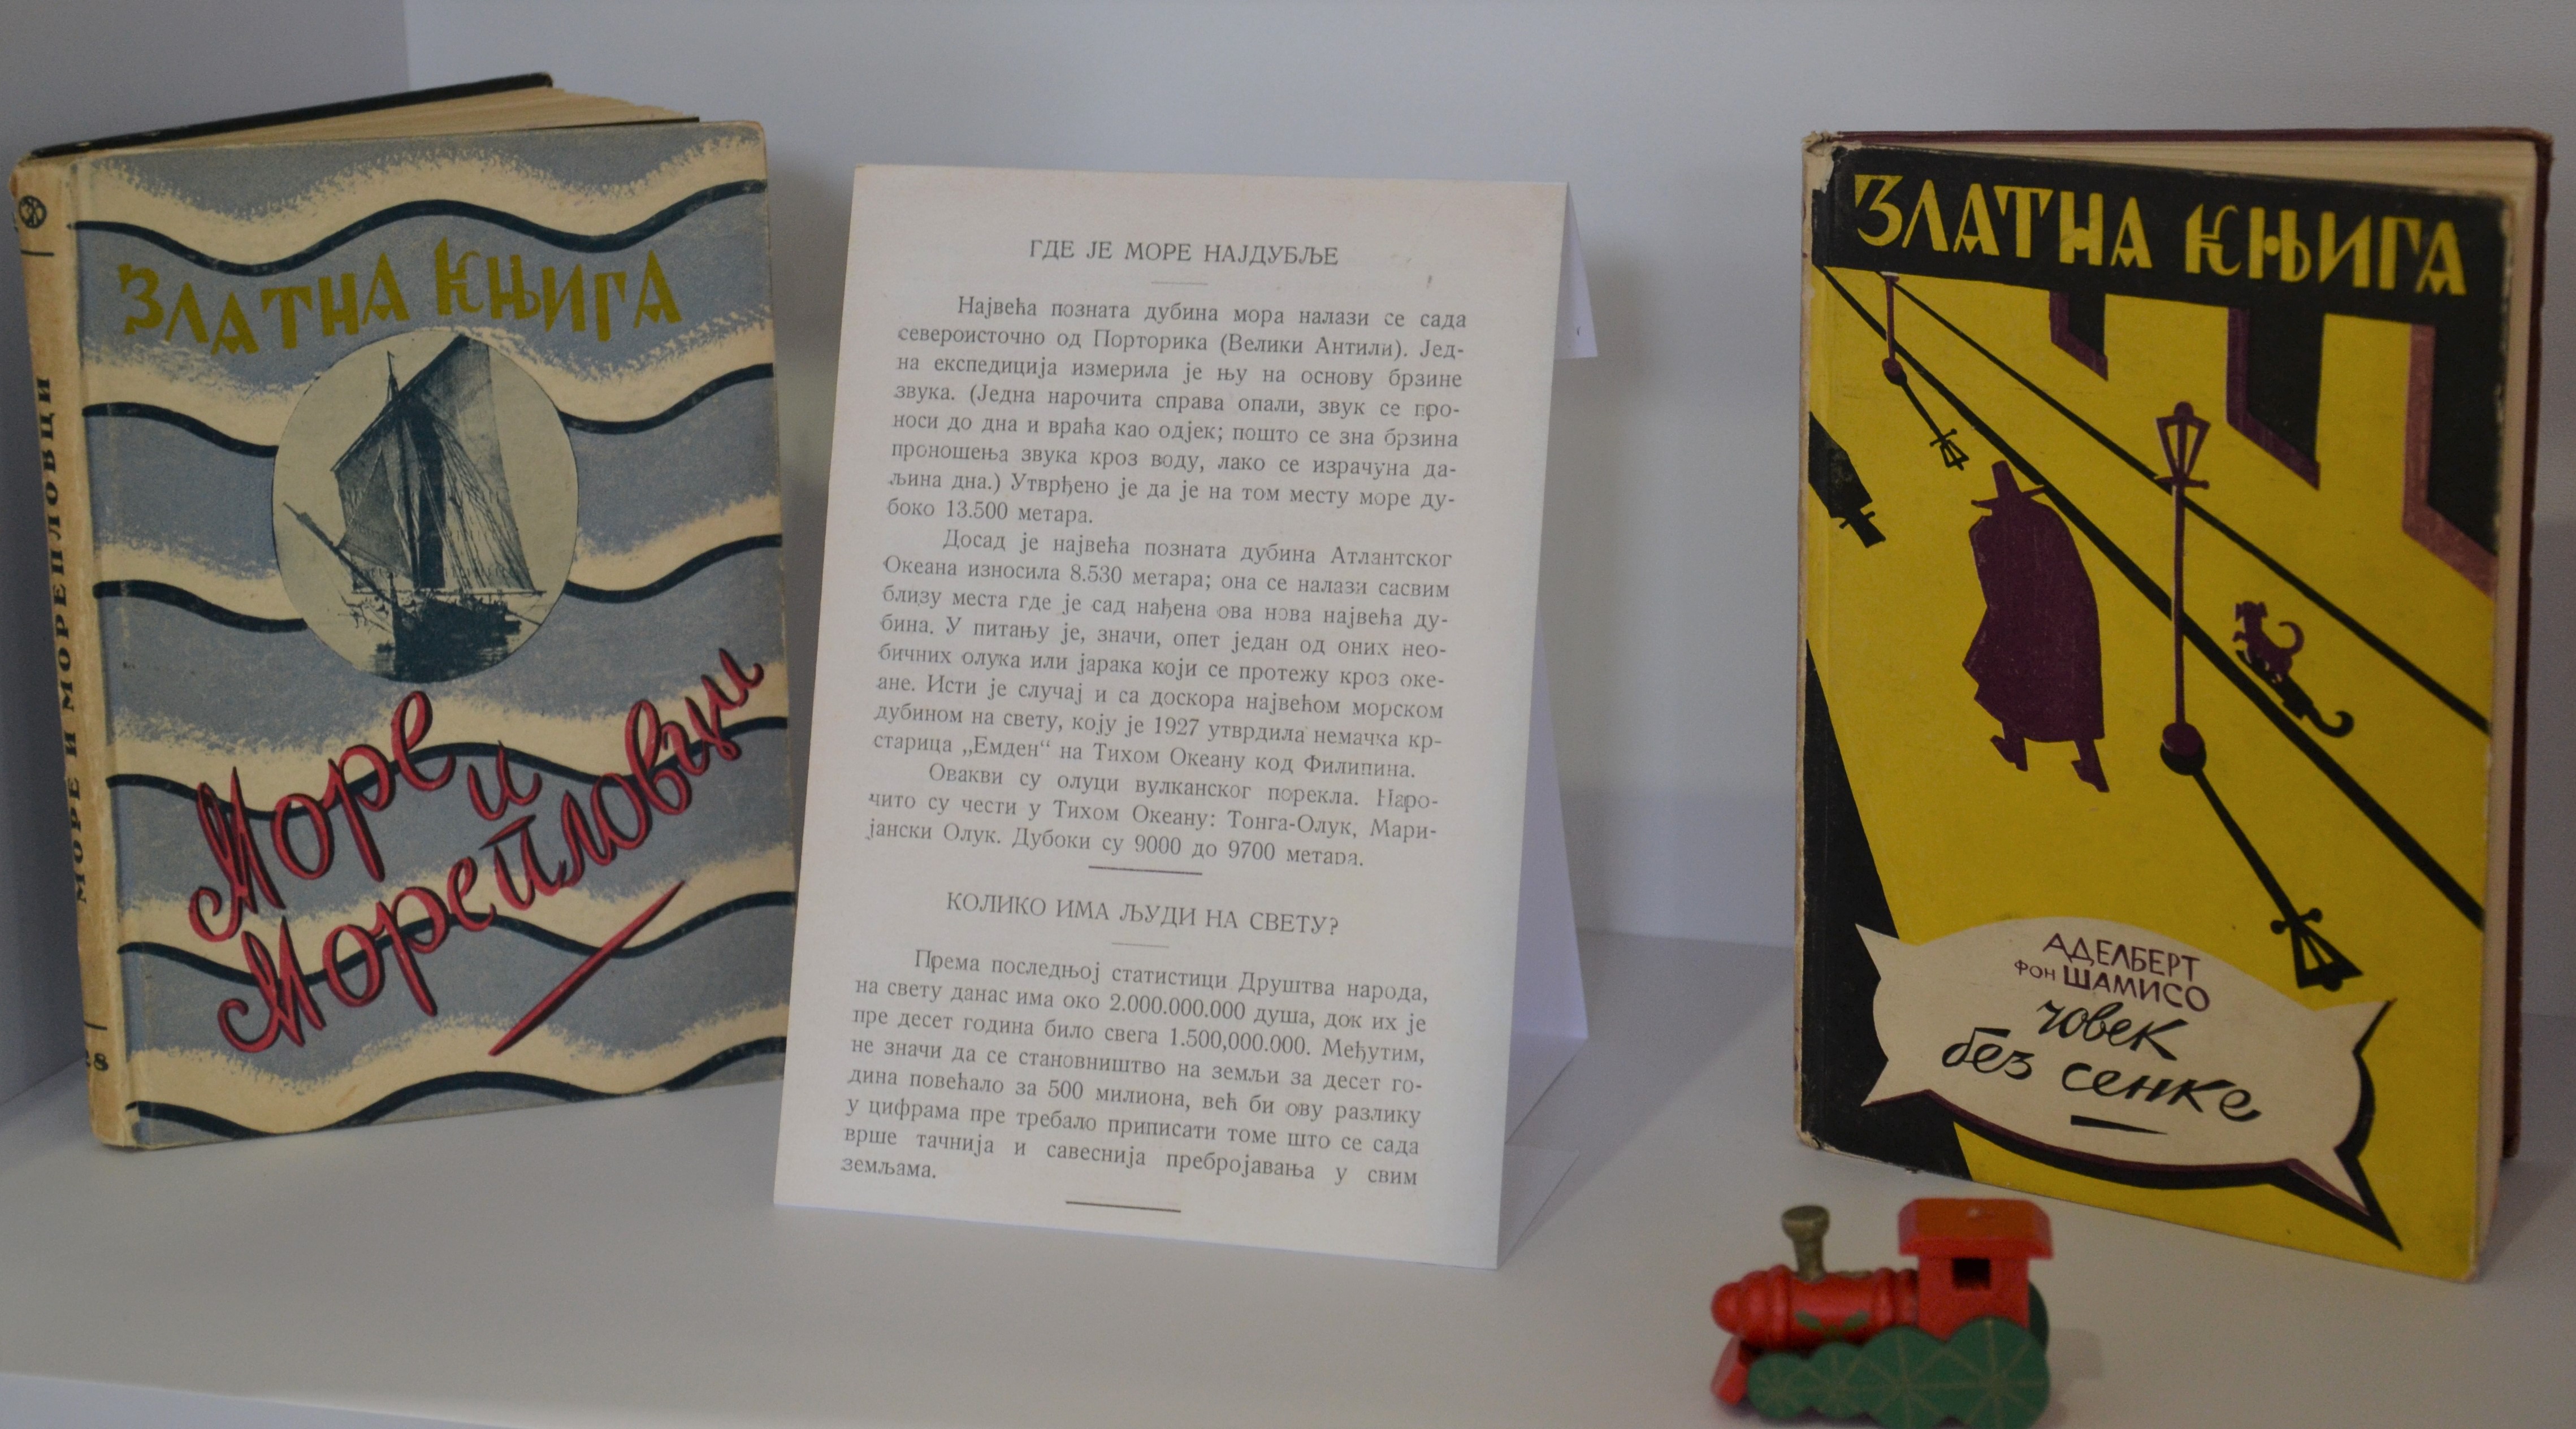 ЗЛАТНА КЊИГА
Море и
Морепловци
МОРЕ И МОРЕПЛОВЦИ
28
ГДЕ ЈЕ МОРЕ НАЈДУБЉЕ
Највећа позната дубина мора налази се сада
североисточно од Порторика (Велики Антили). Јед-
на експедиција измерила је њу на основу брзине
звука. (Једна нарочита справа опали, звук се про-
носи до дна и враћа као одјек; пошто се зна брзина
проношења звука кроз воду, лако се израчуна да-
љина дна.) Утврђено је да је на том месту море ду-
боко 13.500 метара.
Досад је највећа позната дубина Атлантског
Океана износила 8.530 метара; она се налази сасвим
близу места где је сад нађена ова нова највећа ду-
бина. У питању је, значи, опет један од оних нео-
бичних олука или јарака који се протежу кроз оке-
ане. Исти је случај и са доскора највећом морском
дубином на свету, коју је 1927 утврдила немачка кр-
старица „Емден“ на Тихом Океану код Филипина.
Овакви су олуци вулканског порекла. Наро-
чито су чести у Тихом Океану: Тонга-Олук, Мари-
јански Олук. Дубоки су 9000 до 9700 метара.
КОЛИКО ИМА ЉУДИ НА СВЕТУ?
Према последњој статистици Друштва народа,
на свету данас има око 2.000.000.000 душа, док их је
пре десет година било свега 1.500,000.000. Међутим,
не значи да се становништво на земљи за десет го-
дина повећало за 500 милиона, већ би ову разлику
у цифрама пре требало приписати томе што се сада
врше тачнија и савеснија пребројавања у свим
земљама.
ЗЛАТНА КЊИГА
АДЕЛБЕРТ
ФОН ШАМИСО
човек
без сенке